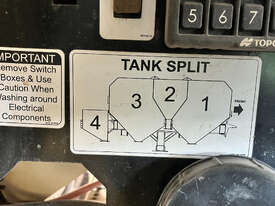 5 6 7
TOPC
IMPORTANT
Remove Switch
Boxes & Use
Caution When
Washing around
Electrical
Components
TANK SPLIT
4 3 2 1
FRONT